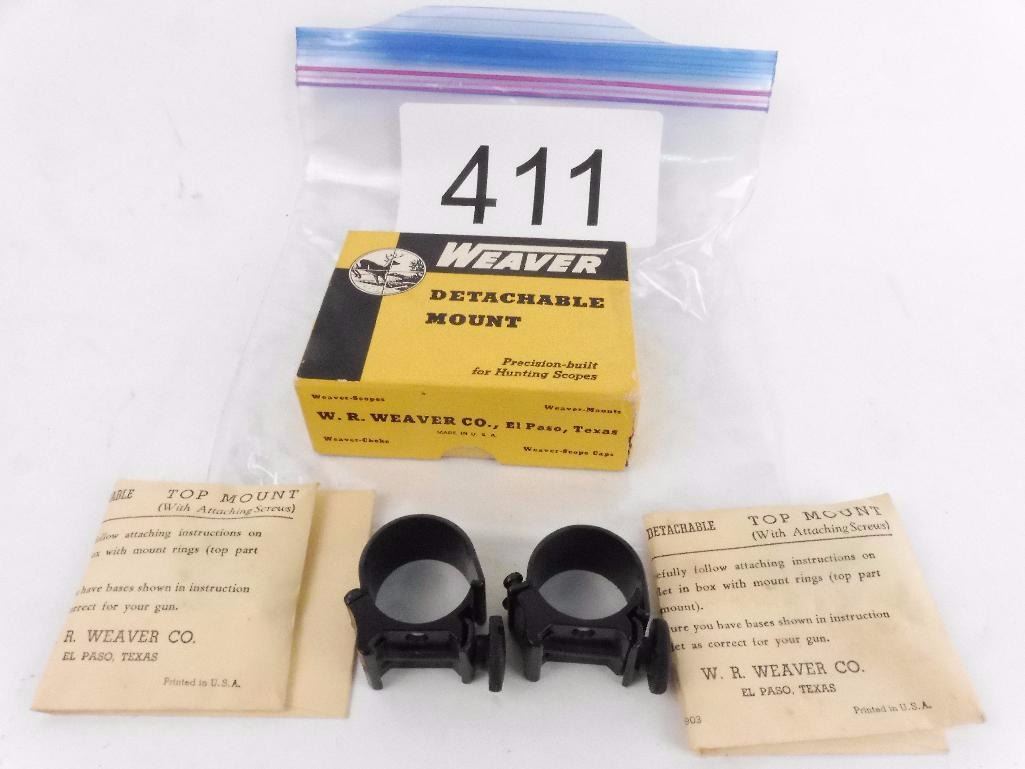 411
WEAVER
DETACHABLE
MOUNT
Precision-built
for Hunting Scopes
Weaver-Scopes
Weaver-Mounts
W. R. WEAVER CO., El Paso, Texas
MADE IN U. S. A.
Weaver-Choke
Weaver-Scope Caps
ABLE TOP MOUNT
(With Attaching Screws)
ollow attaching instructions on
ox with mount rings (top part
have bases shown in instruction
rrect for your gun.
R. WEAVER CO.
EL PASO, TEXAS
Printed in U.S.A.
DETACHABLE TOP MOUNT
(With Attaching Screws)
efully follow attaching instructions on
let in box with mount rings (top part
mount).
ure you have bases shown in instruction
let as correct for your gun.
W. R. WEAVER CO.
EL PASO, TEXAS
903 Printed in U.S.A.